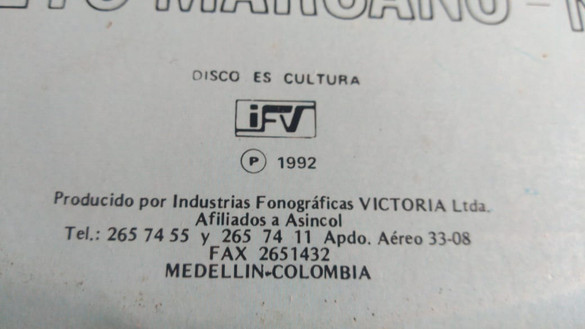 MARCANO -
DISCO ES CULTURA
iFV
Ⓟ 1992
Producido por Industrias Fonográficas VICTORIA Ltda.
Afiliados a Asincol
Tel.: 265 74 55 y 265 74 11 Apdo. Aéreo 33-08
FAX 2651432
MEDELLIN-COLOMBIA